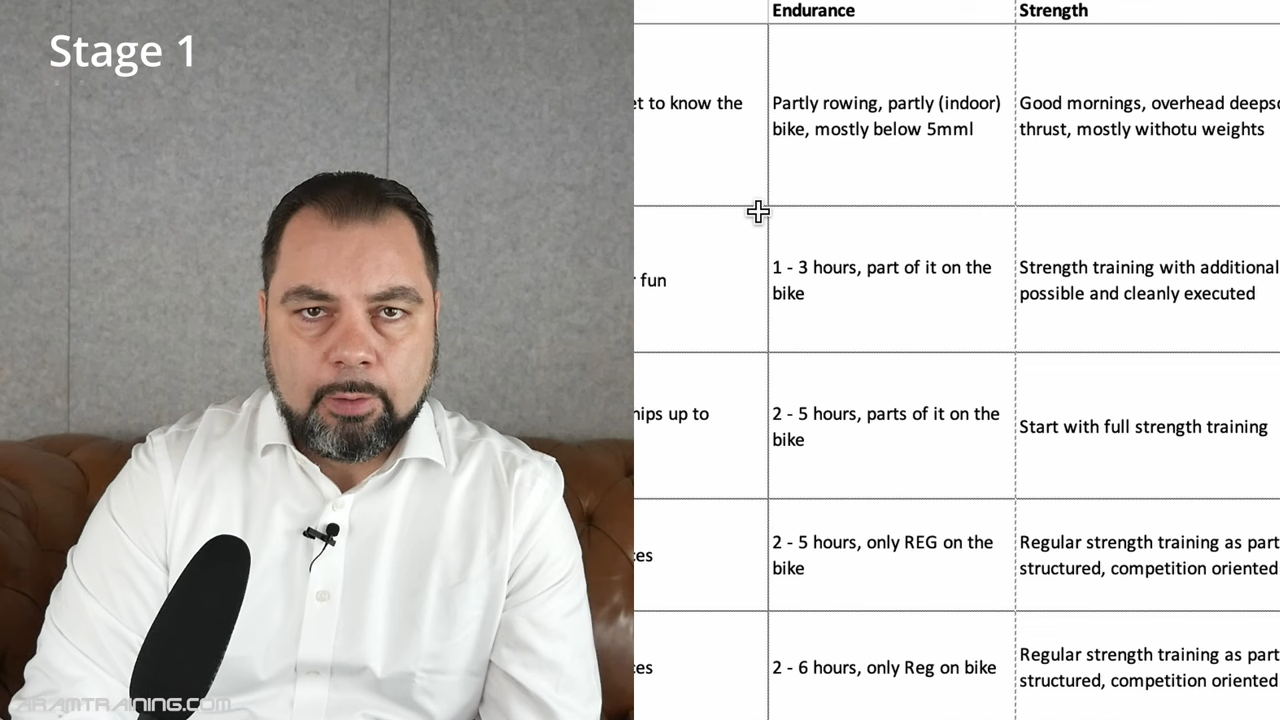 Stage 1
Endurance
Strength
et to know the
Partly rowing, partly (indoor)
bike, mostly below 5mml
Good mornings, overhead deeps
thrust, mostly withotu weights
fun
1 - 3 hours, part of it on the
bike
Strength training with additional
possible and cleanly executed
hips up to
2 - 5 hours, parts of it on the
bike
Start with full strength training
ces
2 - 5 hours, only REG on the
bike
Regular strength training as part
structured, competition oriented
ces
2 - 6 hours, only Reg on bike
Regular strength training as part
structured, competition oriented
ARAMTRAINING.COM